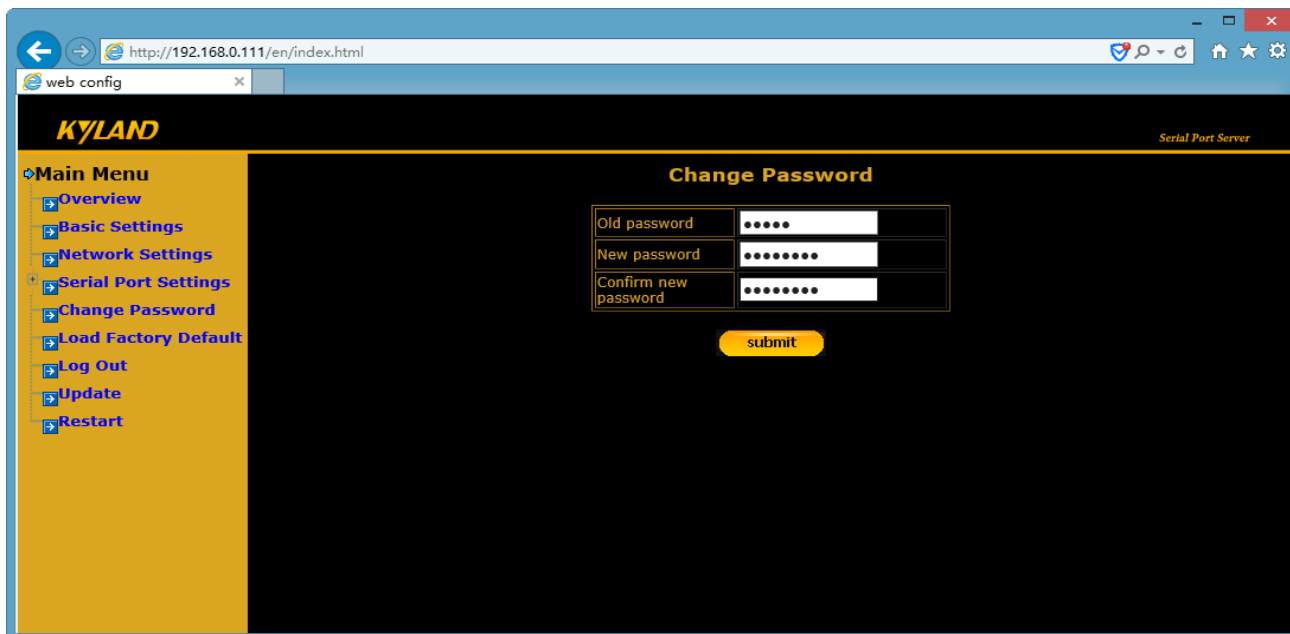 http://192.168.0.111/en/index.html
web config
KYLAND
Serial Port Server
Main Menu
Overview
Basic Settings
Network Settings
Serial Port Settings
Change Password
Load Factory Default
Log Out
Update
Restart
Change Password
Old password •••••
New password ••••••••
Confirm new
password ••••••••
submit